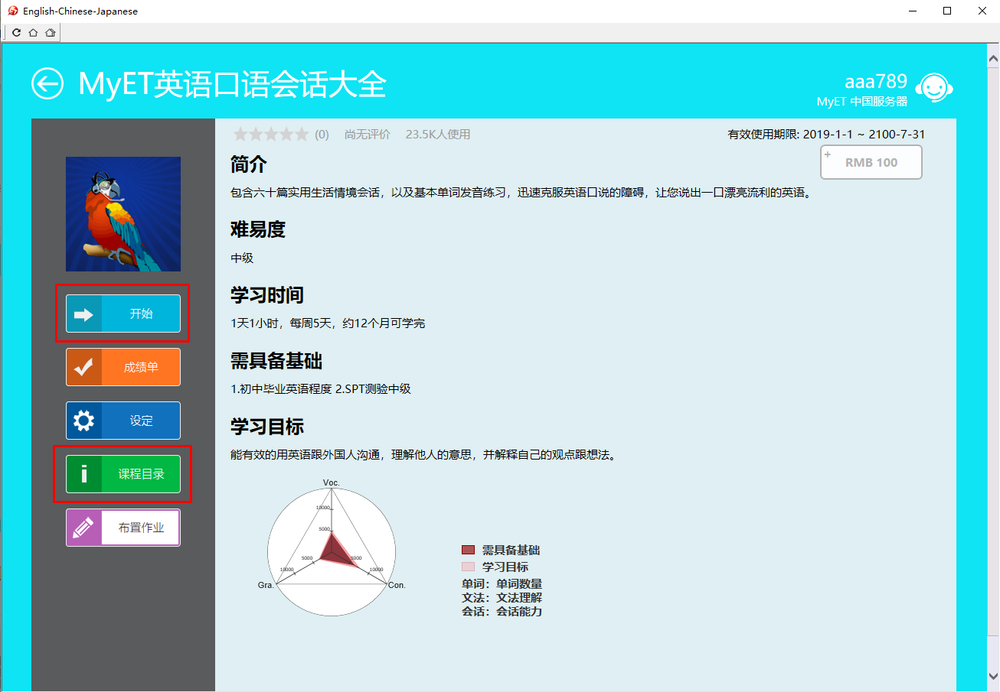 English-Chinese-Japanese
MyET英语口语会话大全
aaa789
MyET 中国服务器
(0) 尚无评价 23.5K人使用
有效使用期限: 2019-1-1 ~ 2100-7-31
+ RMB 100
简介
包含六十篇实用生活情境会话，以及基本单词发音练习，迅速克服英语口说的障碍，让您说出一口漂亮流利的英语。
难易度
中级
学习时间
1天1小时，每周5天，约12个月可学完
需具备基础
1.初中毕业英语程度 2.SPT测验中级
学习目标
能有效的用英语跟外国人沟通，理解他人的意思，并解释自己的观点跟想法。
开始
成绩单
设定
课程目录
布置作业
Voc.
10000
5000
5000
5000
10000
10000
Gra.
Con.
需具备基础
学习目标
单词：单词数量
文法：文法理解
会话：会话能力